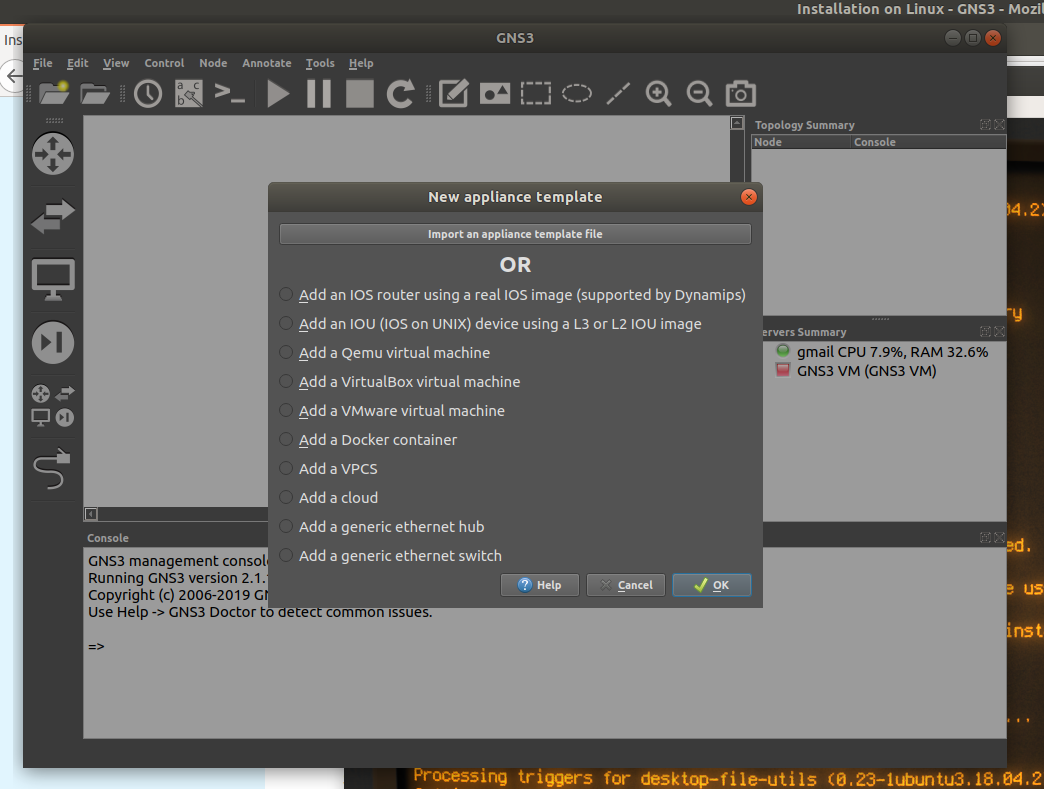 Installation on Linux - GNS3 - Mozil
Ins
GNS3
File Edit View Control Node Annotate Tools Help
Topology Summary
Node Console
04.2)
New appliance template
Import an appliance template file
OR
Add an IOS router using a real IOS image (supported by Dynamips)
ry
Add an IOU (IOS on UNIX) device using a L3 or L2 IOU image
ervers Summary
Add a Qemu virtual machine
gmail CPU 7.9%, RAM 32.6%
GNS3 VM (GNS3 VM)
Add a VirtualBox virtual machine
Add a VMware virtual machine
Add a Docker container
Add a VPCS
Add a cloud
Add a generic ethernet hub
Add a generic ethernet switch
Help Cancel OK
Console
GNS3 management consol
Running GNS3 version 2.1.
Copyright (c) 2006-2019 GN
Use Help -> GNS3 Doctor to detect common issues.
=>
ed.
e us
inst
...
Processing triggers for desktop-file-utils (0.23-1ubuntu3.18.04.2